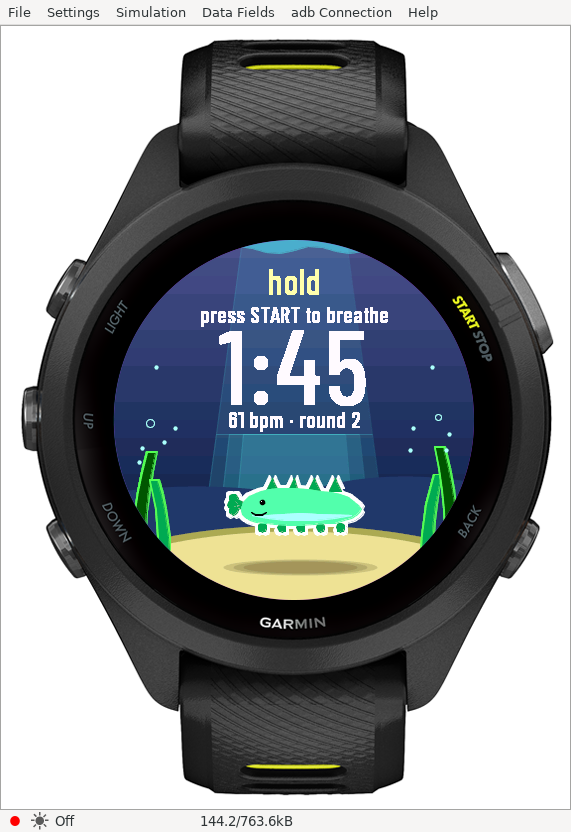 File Settings Simulation Data Fields adb Connection Help
hold
press START to breathe
1:45
61 bpm · round 2
LIGHT
START STOP
UP
DOWN
BACK
GARMIN
Off 144.2/763.6kB